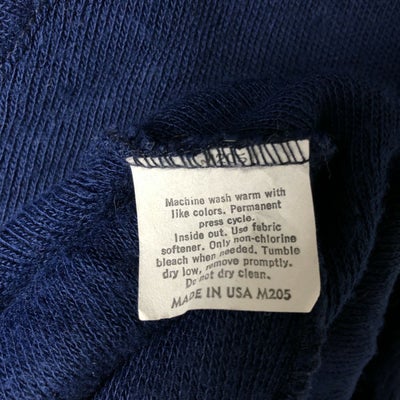 Machine wash warm with
like colors. Permanent
press cycle.
Inside out. Use fabric
softener. Only non-chlorine
bleach when needed. Tumble
dry low, remove promptly.
Do not dry clean.
MADE IN USA M205